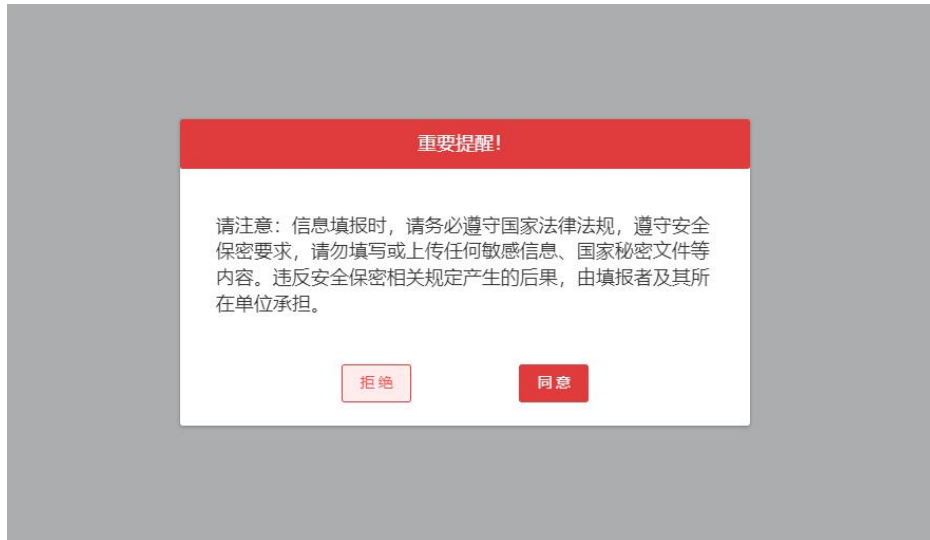 重要提醒！
请注意：信息填报时，请务必遵守国家法律法规，遵守安全
保密要求，请勿填写或上传任何敏感信息、国家秘密文件等
内容。违反安全保密相关规定产生的后果，由填报者及其所
在单位承担。
拒绝
同意